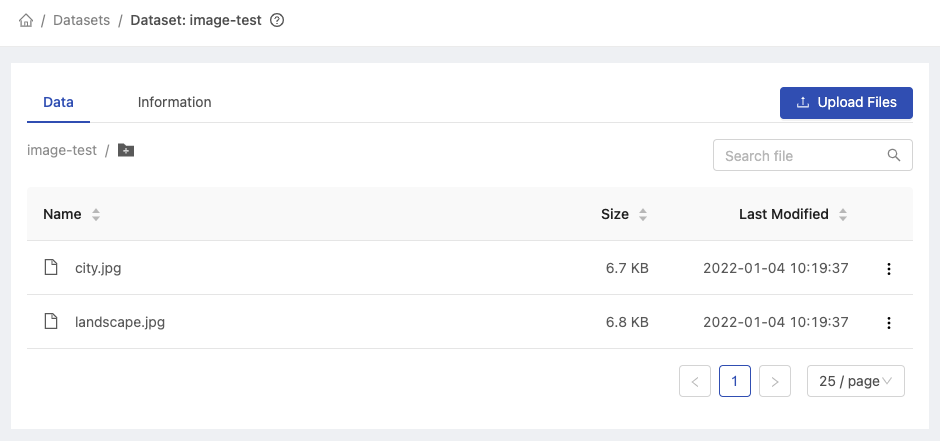 / Datasets / Dataset: image-test
Data Information Upload Files
image-test /
Search file
Name Size Last Modified
city.jpg 6.7 KB 2022-01-04 10:19:37
landscape.jpg 6.8 KB 2022-01-04 10:19:37
< 1 > 25 / page